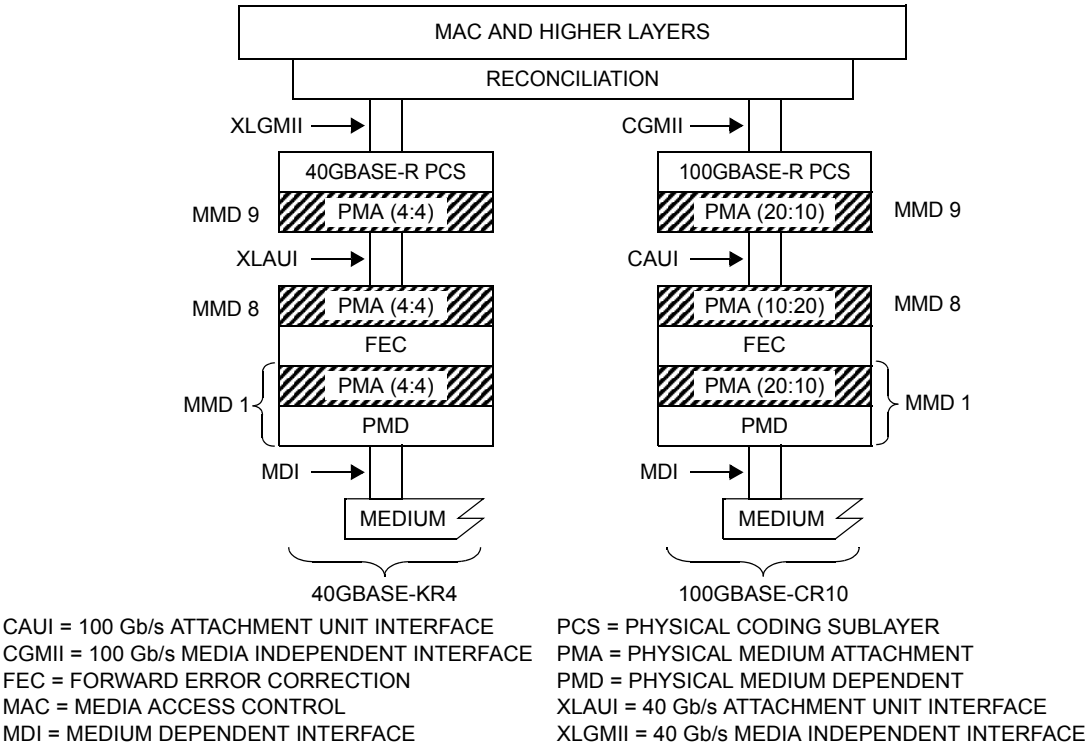 MAC AND HIGHER LAYERS
RECONCILIATION
XLGMII
CGMII
40GBASE-R PCS
100GBASE-R PCS
MMD 9
PMA (4:4)
PMA (20:10)
MMD 9
XLAUI
CAUI
MMD 8
PMA (4:4)
PMA (10:20)
MMD 8
FEC
FEC
MMD 1
PMA (4:4)
PMA (20:10)
MMD 1
PMD
PMD
MDI
MDI
MEDIUM
MEDIUM
40GBASE-KR4
100GBASE-CR10
CAUI = 100 Gb/s ATTACHMENT UNIT INTERFACE
CGMII = 100 Gb/s MEDIA INDEPENDENT INTERFACE
FEC = FORWARD ERROR CORRECTION
MAC = MEDIA ACCESS CONTROL
MDI = MEDIUM DEPENDENT INTERFACE
PCS = PHYSICAL CODING SUBLAYER
PMA = PHYSICAL MEDIUM ATTACHMENT
PMD = PHYSICAL MEDIUM DEPENDENT
XLAUI = 40 Gb/s ATTACHMENT UNIT INTERFACE
XLGMII = 40 Gb/s MEDIA INDEPENDENT INTERFACE